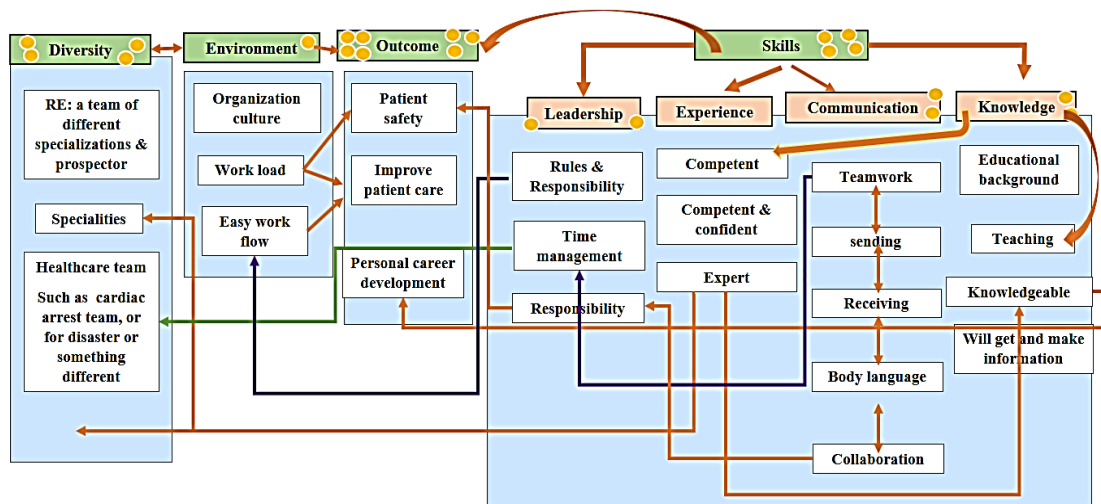 Diversity
Environment
Outcome
Skills
RE: a team of
different
specializations &
prospector
Specialities
Healthcare team
Such as cardiac
arrest team, or
for disaster or
something
different
Organization
culture
Work load
Easy work
flow
Patient
safety
Improve
patient care
Personal career
development
Leadership
Experience
Communication
Knowledge
Rules &
Responsibility
Time
management
Responsibility
Competent
Competent &
confident
Expert
Teamwork
sending
Receiving
Body language
Collaboration
Educational
background
Teaching
Knowledgeable
Will get and make
information